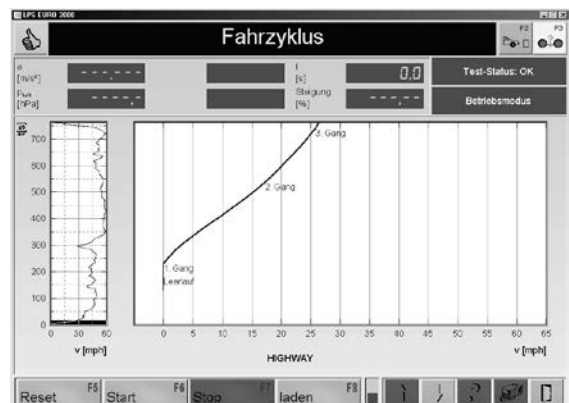 LPS EURO 3000
Fahrzyklus
F2
F3
a
[m/s²]
---,---
t
[s]
0,0
Test-Status: OK
[hPa]
----,-
Steigung
[%]
---,--
Betriebsmodus
t[s]
700
600
500
400
300
200
100
0
0 30 60
v [mph]
3. Gang
2. Gang
1. Gang
Leerlauf
0 5 10 15 20 25 30 35 40 45 50 55 60 65
HIGHWAY
v [mph]
Reset F5
Start F6
Stop F7
laden F8